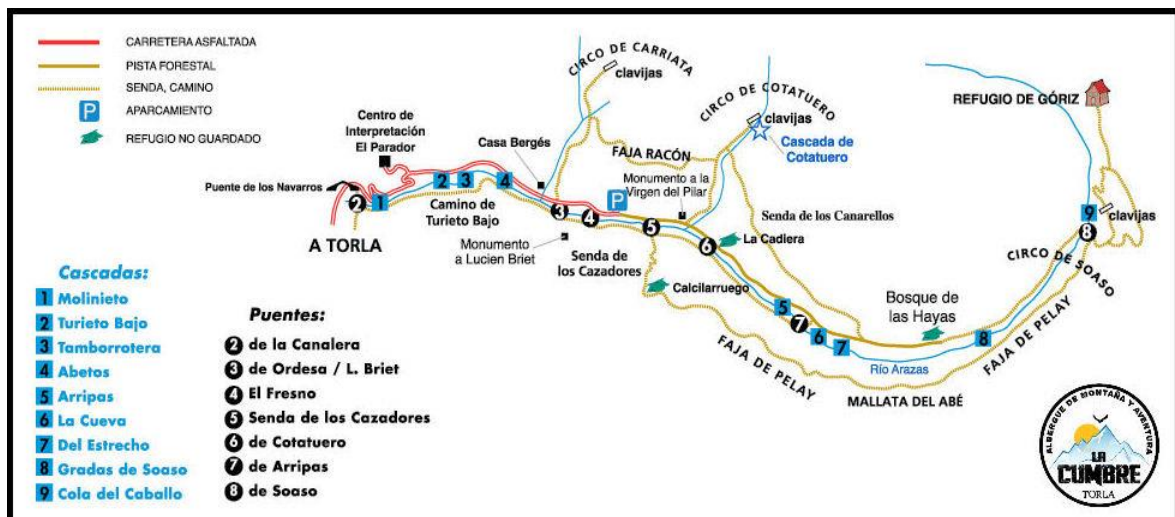 CARRETERA ASFALTADA
PISTA FORESTAL
SENDA, CAMINO
P APARCAMIENTO
REFUGIO NO GUARDADO
CIRCO DE CARRIATA
clavijas
CIRCO DE COTATUERO
clavijas
Cascada de
Cotatuero
REFUGIO DE GÓRIZ
Centro de
Interpretación
El Parador
Casa Bergés
FAJA RACÓN
Monumento a la
Virgen del Pilar
Puente de los Navarros
2
1
2
3
4
P
Camino de
Turieto Bajo
A TORLA
3
4
5
6
Monumento
a Lucien Briet
Senda de
los Cazadores
Senda de los Canarellos
La Cadiera
Calcilarruego
9
clavijas
8
CIRCO DE SOASO
Bosque de
las Hayas
5
7
6
7
8
Río Arazas
FAJA DE PELAY
FAJA DE PELAY
MALLATA DEL ABÉ
Cascadas:
1 Molinieto
2 Turieto Bajo
3 Tamborrotera
4 Abetos
5 Arripas
6 La Cueva
7 Del Estrecho
8 Gradas de Soaso
9 Cola del Caballo
Puentes:
2 de la Canalera
3 de Ordesa / L. Briet
4 El Fresno
5 Senda de los Cazadores
6 de Cotatuero
7 de Arripas
8 de Soaso
ALBERGUE DE MONTAÑA Y AVENTURA
LA
CUMBRE
TORLA